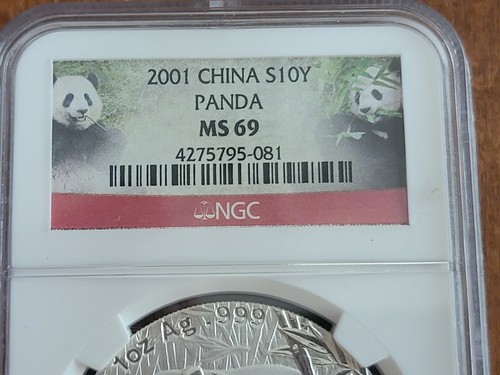 2001 CHINA S10Y
PANDA
MS 69
4275795-081
NGC
1oz Ag .999